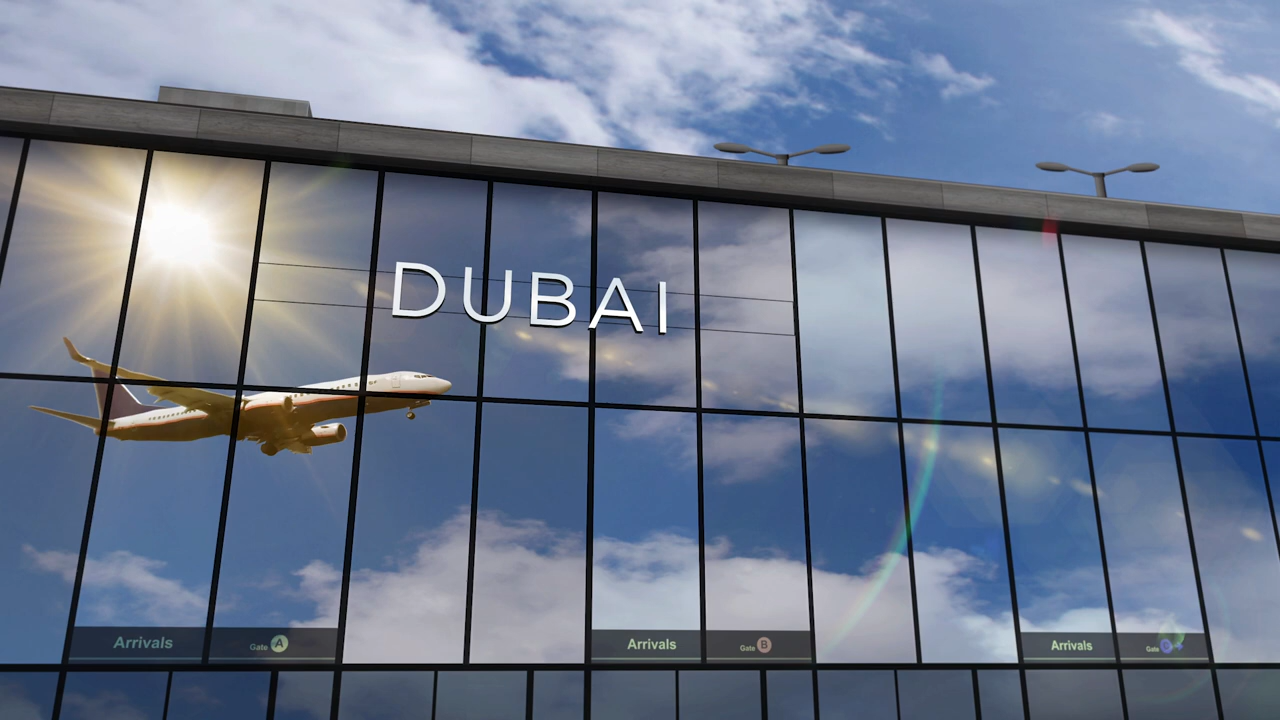 DUBAI
Arrivals
Gate A
Arrivals
Gate B
Arrivals
Gate